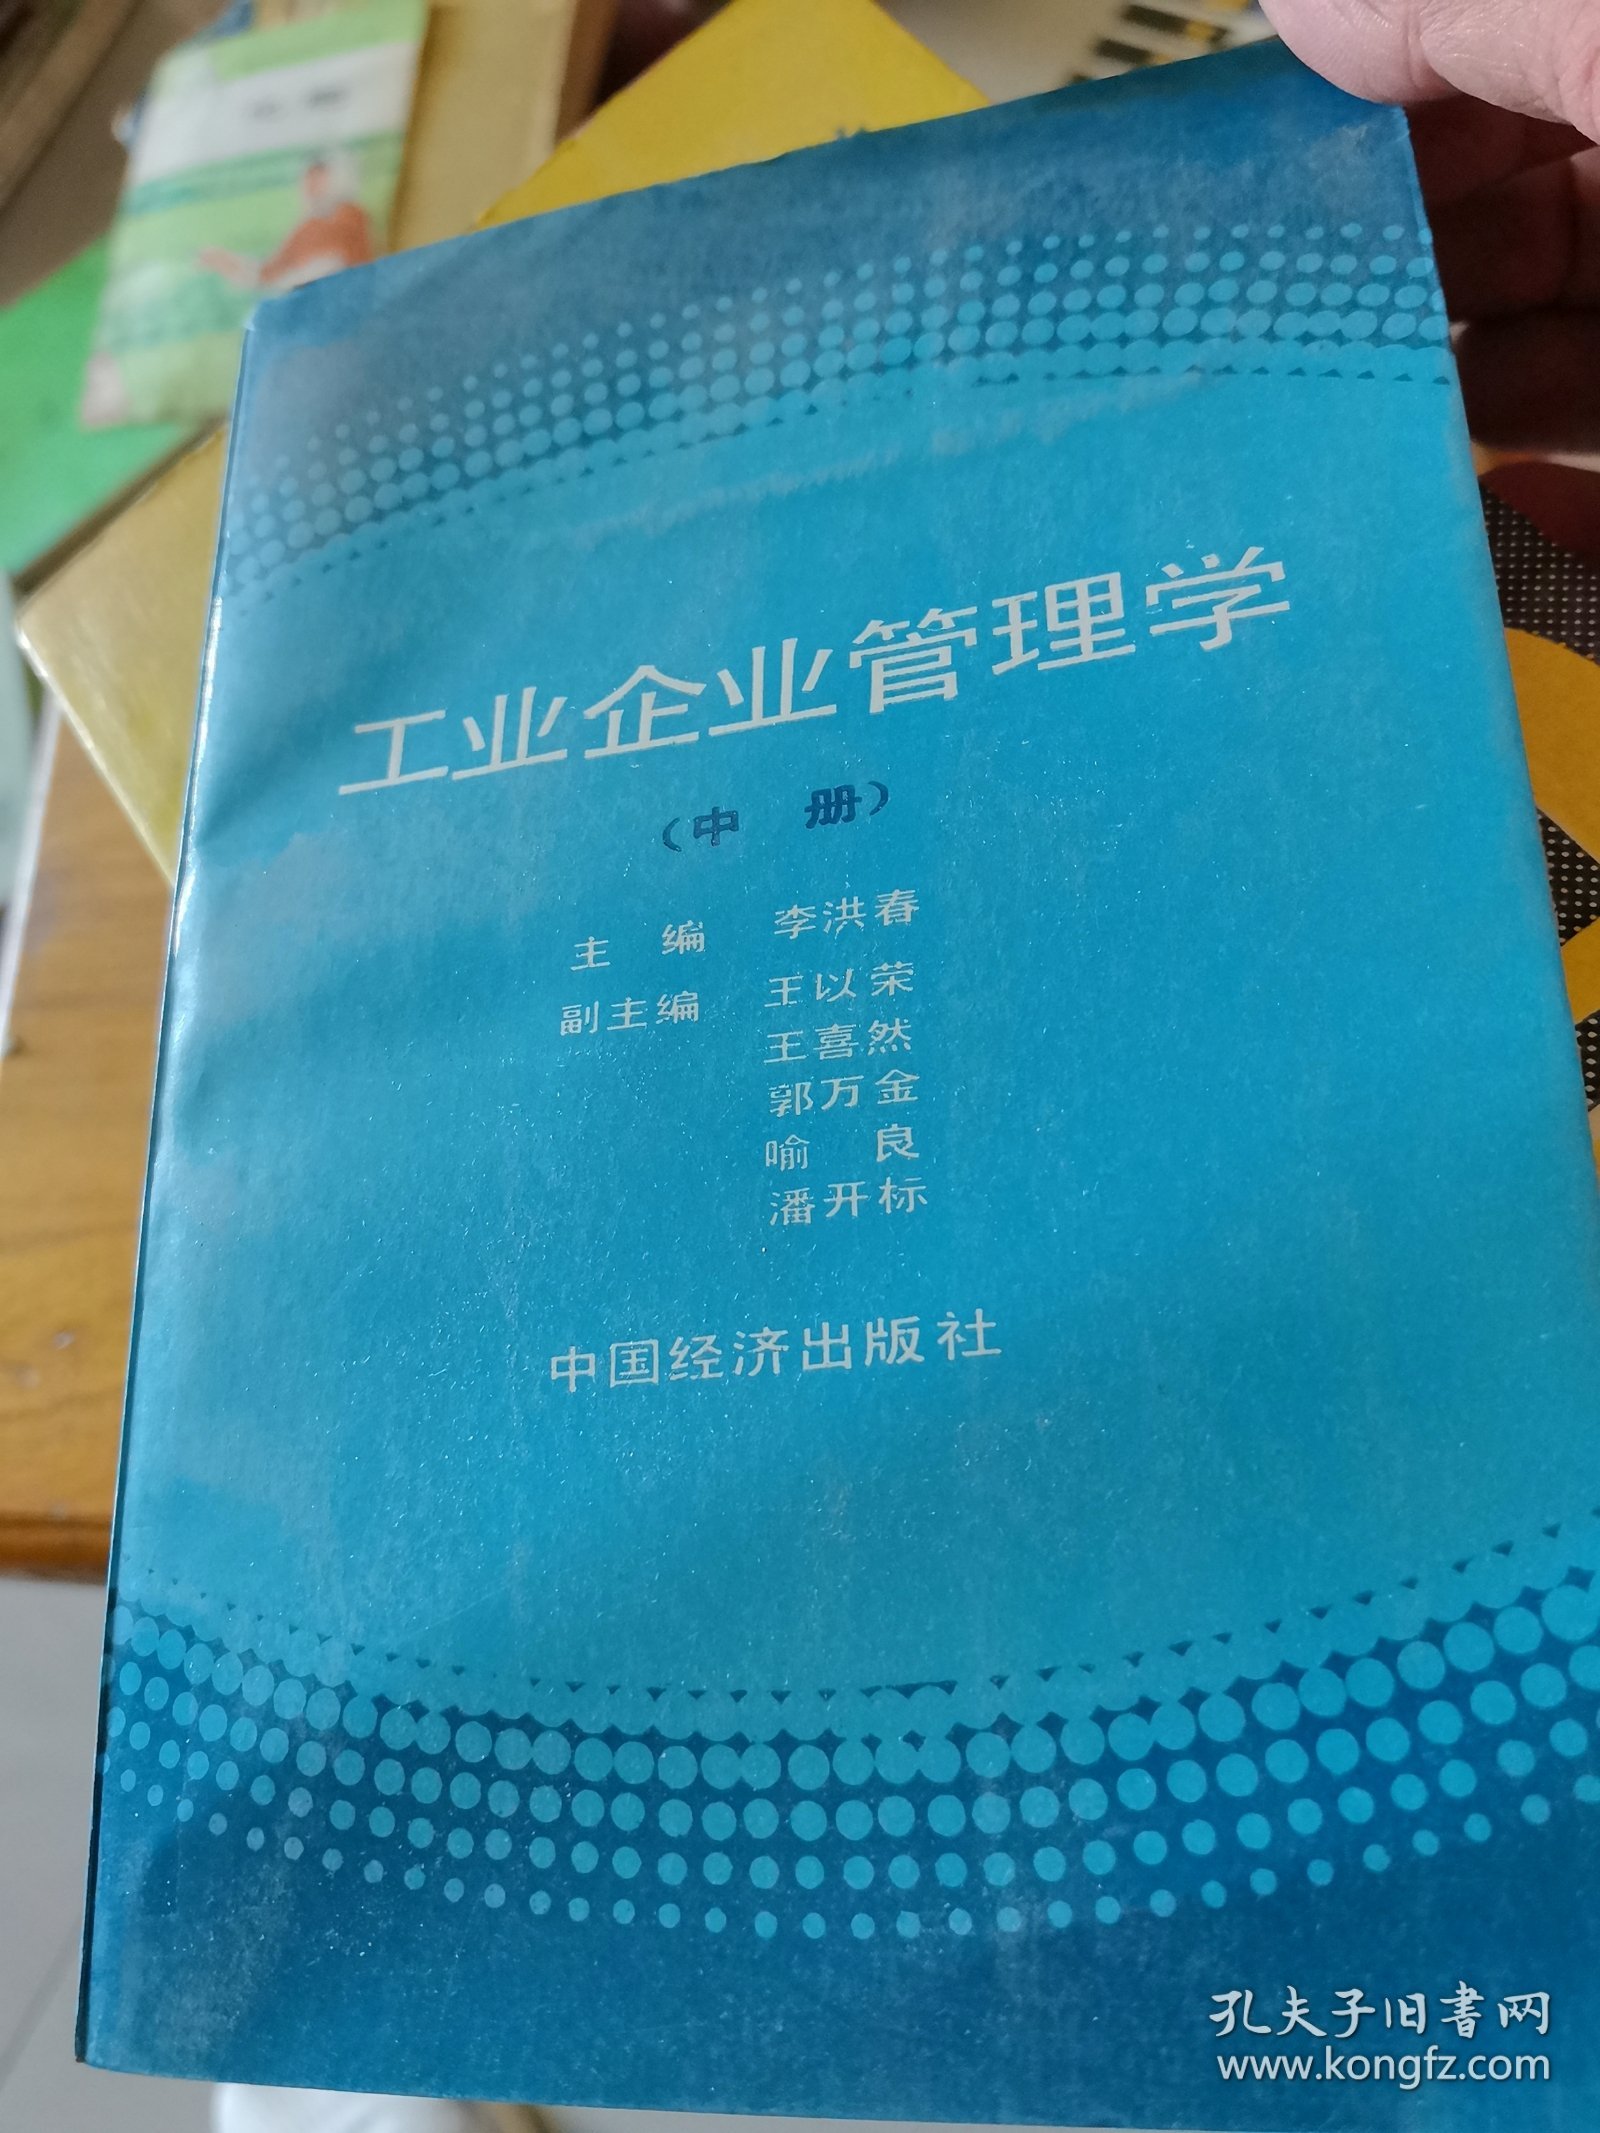 工业企业管理学
（中 册）
主 编 李洪春
副主编 王以荣
王喜然
郭万金
喻 良
潘开标
中国经济出版社
孔夫子旧書网
www.kongfz.com